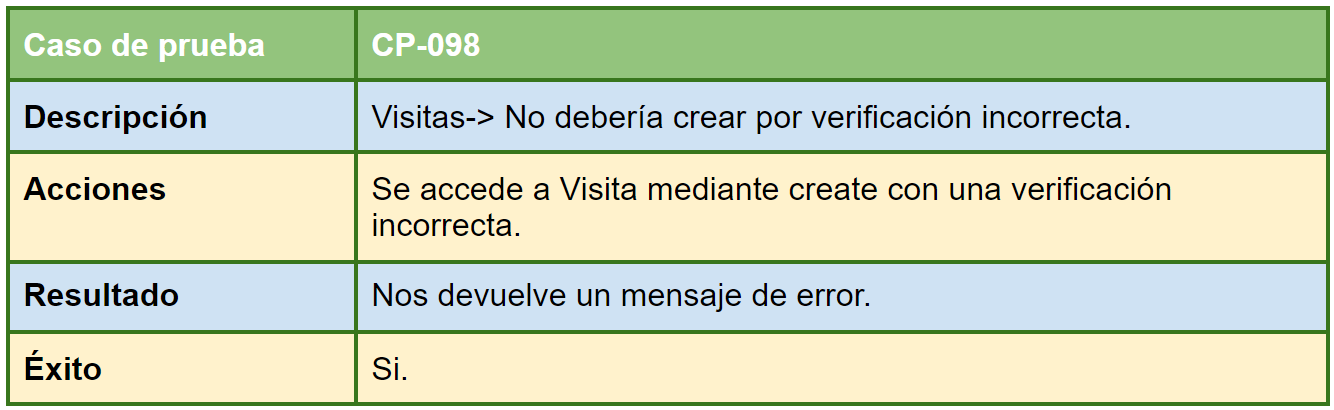 Caso de prueba CP-098
Descripción Visitas-> No debería crear por verificación incorrecta.
Acciones Se accede a Visita mediante create con una verificación
incorrecta.
Resultado Nos devuelve un mensaje de error.
Éxito Si.